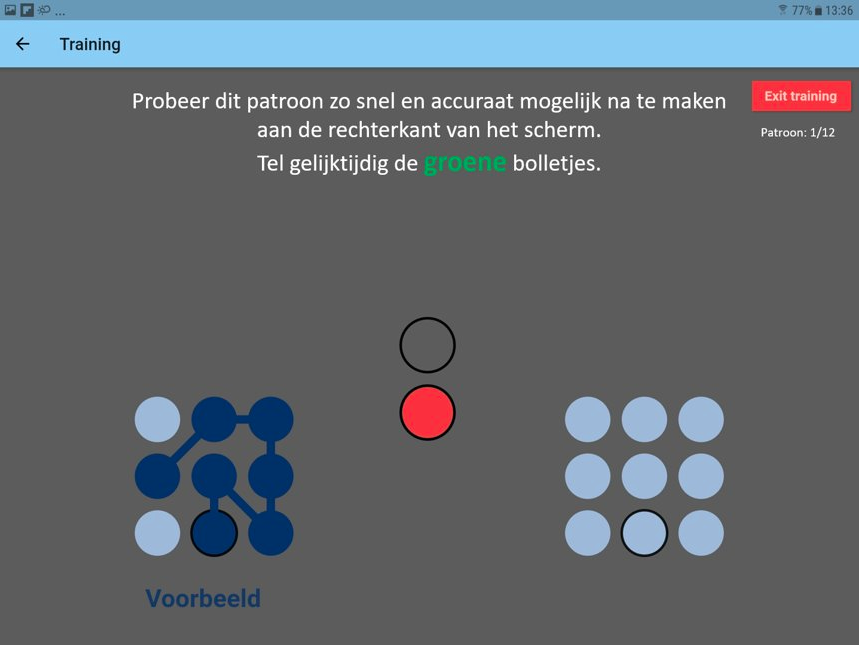 ... 77% 13:36
Training
Probeer dit patroon zo snel en accuraat mogelijk na te maken
aan de rechterkant van het scherm.
Tel gelijktijdig de groene bolletjes.
Exit training
Patroon: 1/12
Voorbeeld